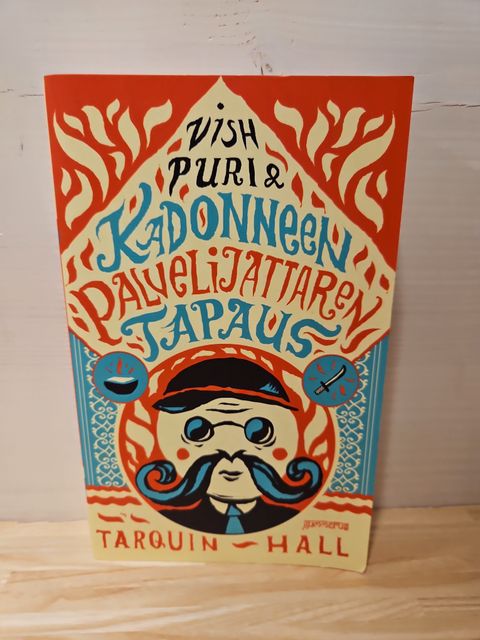 VISH
PURI &
KADONNEEN
PALVELIJATTAREN
TAPAUS
TARQUIN – HALL